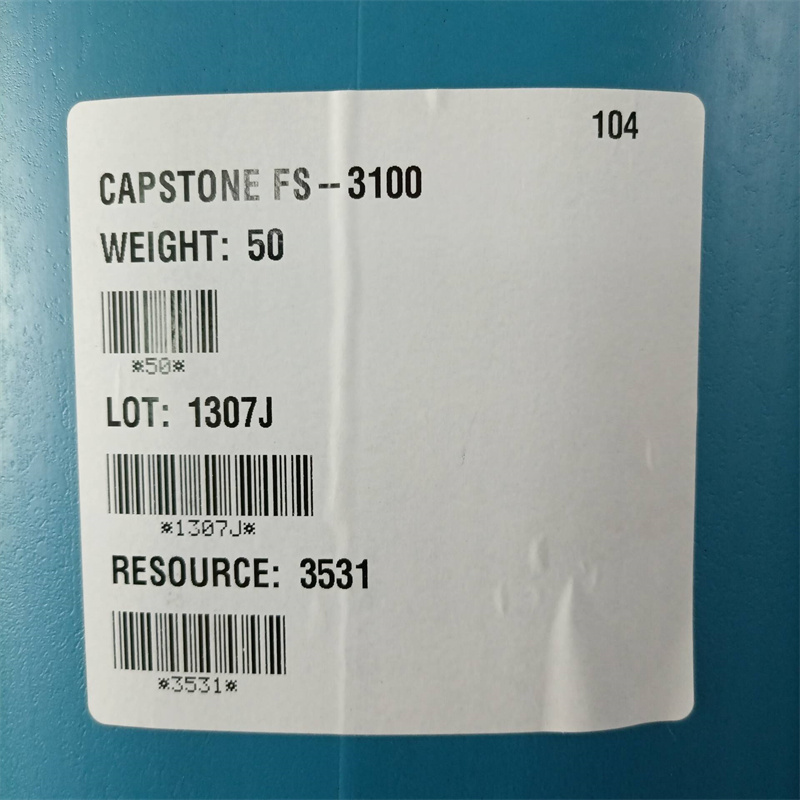 104
CAPSTONE FS--3100
WEIGHT: 50
*50*
LOT: 1307J
*1307J*
RESOURCE: 3531
*3531*